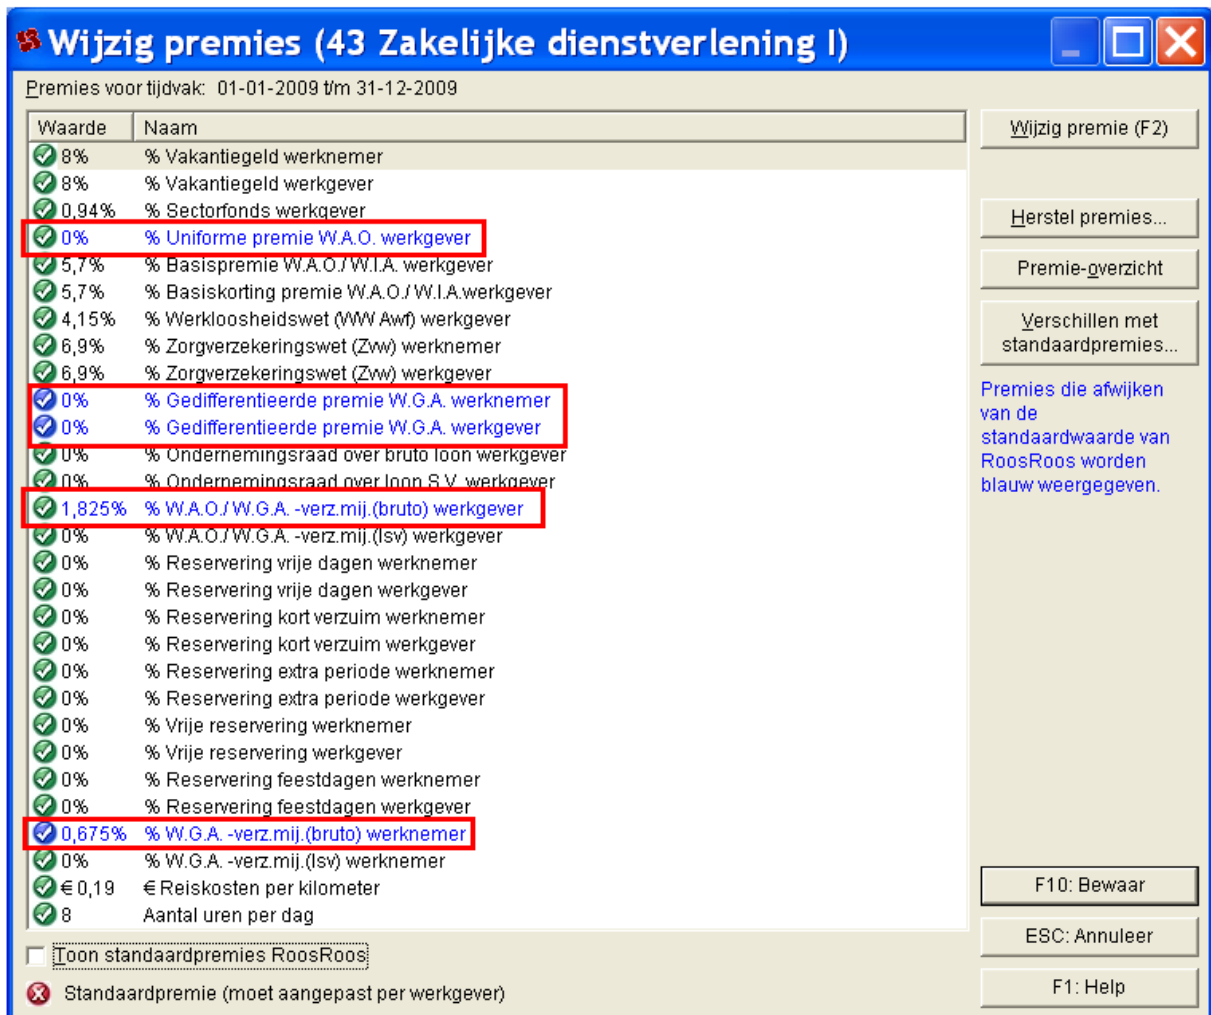 Wijzig premies (43 Zakelijke dienstverlening I)
Premies voor tijdvak: 01-01-2009 t/m 31-12-2009
Waarde Naam
8% % Vakantiegeld werknemer
8% % Vakantiegeld werkgever
0,94% % Sectorfonds werkgever
0% % Uniforme premie W.A.O. werkgever
5,7% % Basispremie W.A.O./ W.I.A. werkgever
5,7% % Basiskorting premie W.A.O./ W.I.A.werkgever
4,15% % Werkloosheidswet (WW Awf) werkgever
6,9% % Zorgverzekeringswet (Zvw) werknemer
6,9% % Zorgverzekeringswet (Zvw) werkgever
0% % Gedifferentieerde premie W.G.A. werknemer
0% % Gedifferentieerde premie W.G.A. werkgever
0% % Ondernemingsraad over bruto loon werkgever
0% % Ondernemingsraad over loon S.V. werkgever
1,825% % W.A.O./ W.G.A. -verz.mij.(bruto) werkgever
0% % W.A.O./ W.G.A. -verz.mij.(lsv) werkgever
0% % Reservering vrije dagen werknemer
0% % Reservering vrije dagen werkgever
0% % Reservering kort verzuim werknemer
0% % Reservering kort verzuim werkgever
0% % Reservering extra periode werknemer
0% % Reservering extra periode werkgever
0% % Vrije reservering werknemer
0% % Vrije reservering werkgever
0% % Reservering feestdagen werknemer
0% % Reservering feestdagen werkgever
0,675% % W.G.A. -verz.mij.(bruto) werknemer
0% % W.G.A. -verz.mij.(lsv) werknemer
€ 0,19 € Reiskosten per kilometer
8 Aantal uren per dag
Toon standaardpremies RoosRoos
Standaardpremie (moet aangepast per werkgever)
Wijzig premie (F2)
Herstel premies...
Premie-overzicht
Verschillen met
standaardpremies...
Premies die afwijken
van de
standaardwaarde van
RoosRoos worden
blauw weergegeven.
F10: Bewaar
ESC: Annuleer
F1: Help